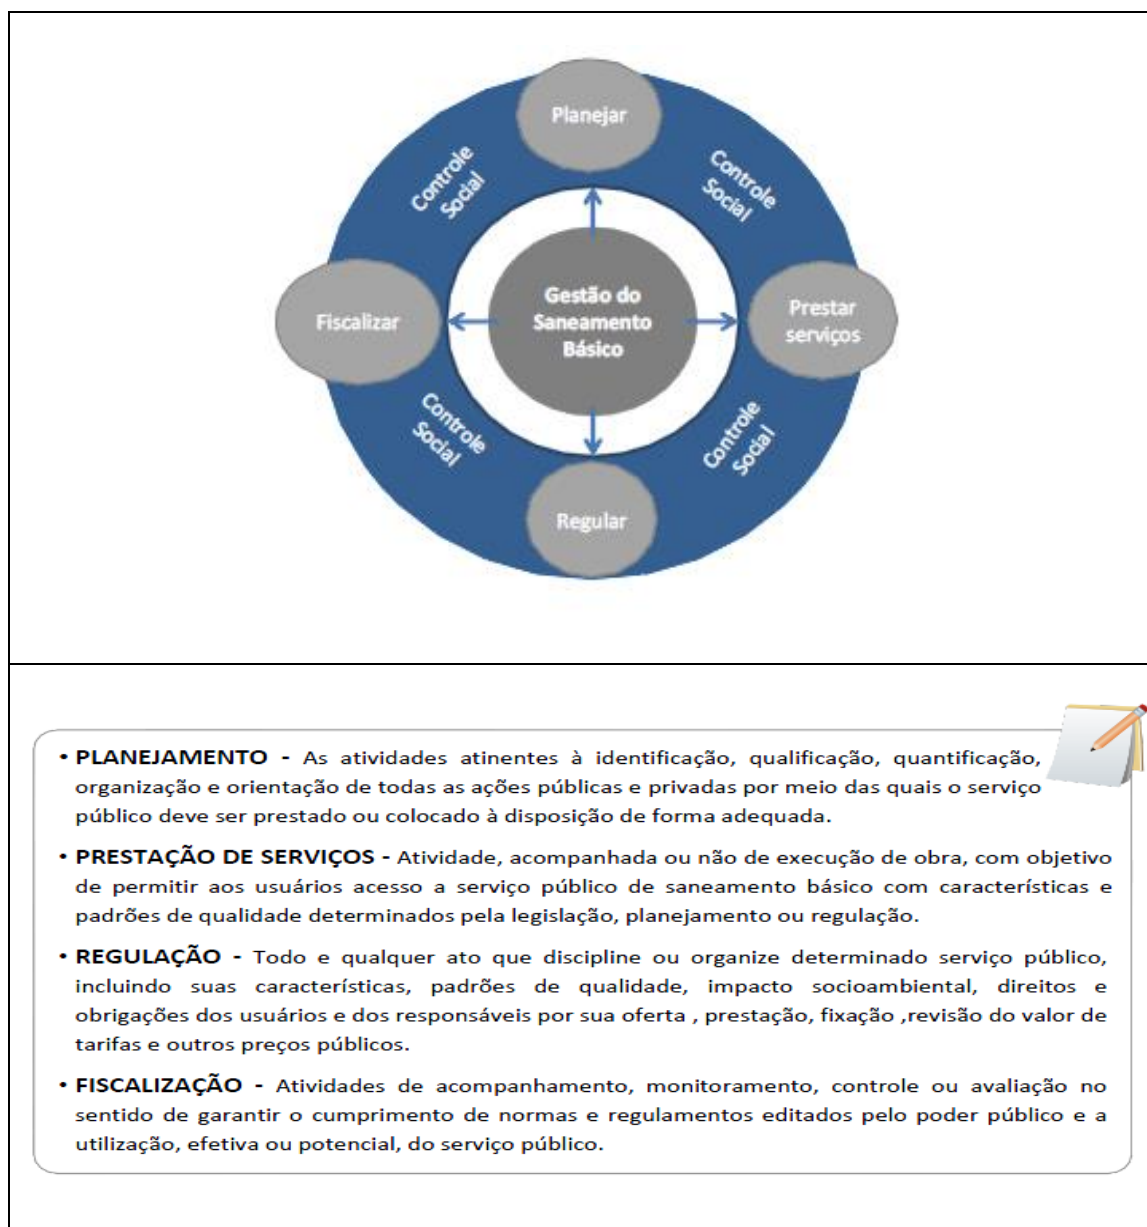 Planejar
Controle
Social
Controle
Social
Fiscalizar
Gestão do
Saneamento
Básico
Prestar
serviços
Controle
Social
Controle
Social
Regular
• PLANEJAMENTO - As atividades atinentes à identificação, qualificação, quantificação,
organização e orientação de todas as ações públicas e privadas por meio das quais o serviço
público deve ser prestado ou colocado à disposição de forma adequada.
• PRESTAÇÃO DE SERVIÇOS - Atividade, acompanhada ou não de execução de obra, com objetivo
de permitir aos usuários acesso a serviço público de saneamento básico com características e
padrões de qualidade determinados pela legislação, planejamento ou regulação.
• REGULAÇÃO - Todo e qualquer ato que discipline ou organize determinado serviço público,
incluindo suas características, padrões de qualidade, impacto socioambiental, direitos e
obrigações dos usuários e dos responsáveis por sua oferta , prestação, fixação ,revisão do valor de
tarifas e outros preços públicos.
• FISCALIZAÇÃO - Atividades de acompanhamento, monitoramento, controle ou avaliação no
sentido de garantir o cumprimento de normas e regulamentos editados pelo poder público e a
utilização, efetiva ou potencial, do serviço público.